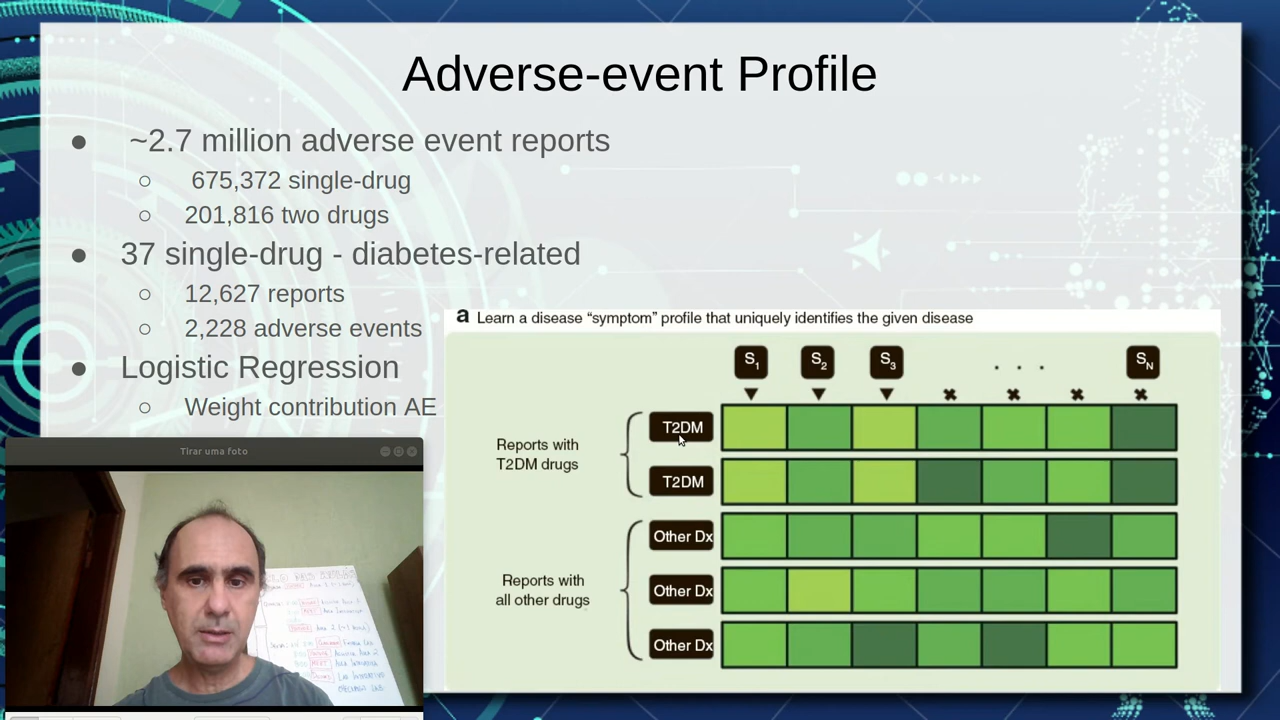 Adverse-event Profile
● ~2.7 million adverse event reports
○ 675,372 single-drug
○ 201,816 two drugs
● 37 single-drug - diabetes-related
○ 12,627 reports
○ 2,228 adverse events
● Logistic Regression
○ Weight contribution AE
a Learn a disease “symptom” profile that uniquely identifies the given disease
S1 S2 S3 . . . SN
Reports with
T2DM drugs
T2DM
T2DM
Reports with
all other drugs
Other Dx
Other Dx
Other Dx
Tirar uma foto